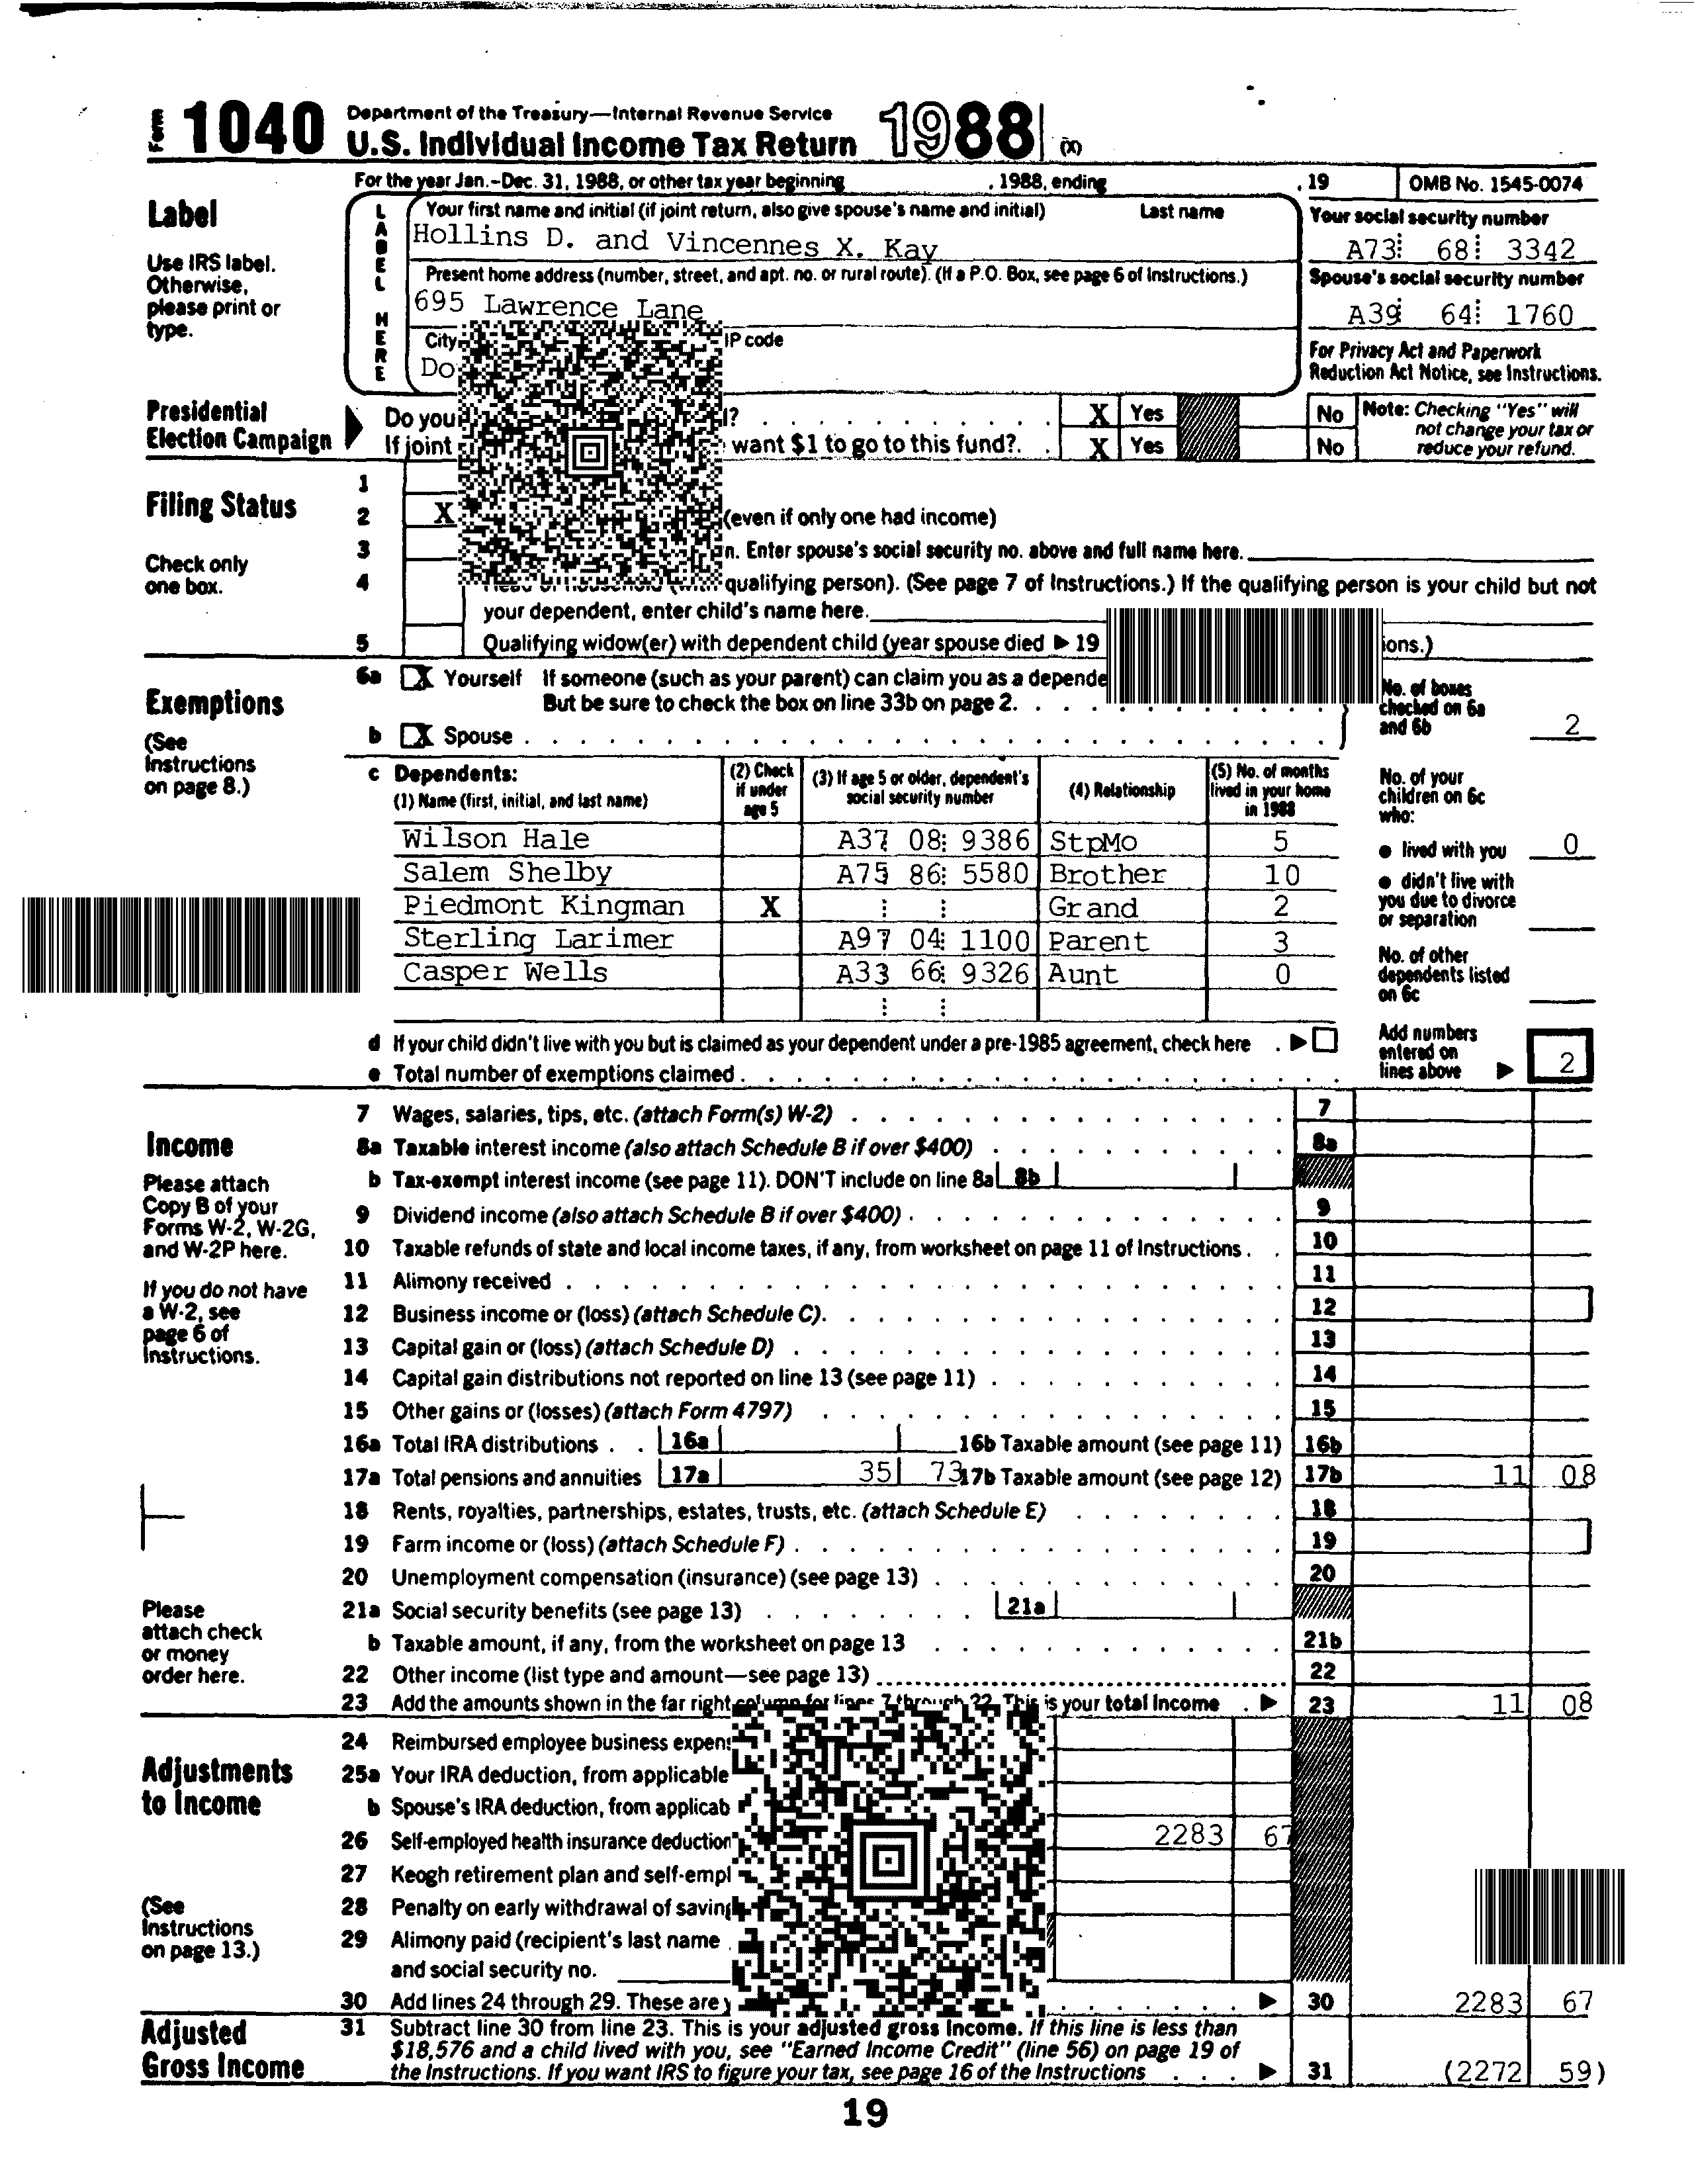 Form 1040 Department of the Treasury—Internal Revenue Service
U.S. Individual Income Tax Return 1988 (X)
For the year Jan.-Dec. 31, 1988, or other tax year beginning , 1988, ending , 19 OMB No. 1545-0074
Label
Use IRS label.
Otherwise,
please print or
type.
LABEL HERE
Your first name and initial (if joint return, also give spouse's name and initial) Last name
Hollins D. and Vincennes X. Kay
Present home address (number, street, and apt. no. or rural route). (If a P.O. Box, see page 6 of Instructions.)
695 Lawrence Lane
City, IP code
Do
Your social security number
A73 68 3342
Spouse's social security number
A39 64 1760
For Privacy Act and Paperwork
Reduction Act Notice, see Instructions.
Presidential
Election Campaign
Do you ? X Yes No
If joint want $1 to go to this fund? X Yes No
Note: Checking "Yes" will
not change your tax or
reduce your refund.
Filing Status
Check only
one box.
1
2 X (even if only one had income)
3 Enter spouse's social security no. above and full name here.
4 qualifying person). (See page 7 of Instructions.) If the qualifying person is your child but not
your dependent, enter child's name here.
5 Qualifying widow(er) with dependent child (year spouse died ▶ 19 ions.)
Exemptions
(See
Instructions
on page 8.)
6a X Yourself If someone (such as your parent) can claim you as a depende
But be sure to check the box on line 33b on page 2.
b X Spouse
No. of boxes
checked on 6a
and 6b 2
c Dependents:
(1) Name (first, initial, and last name) (2) Check if under age 5 (3) If age 5 or older, dependent's social security number (4) Relationship (5) No. of months lived in your home in 1988
Wilson Hale A37 08 9386 StpMo 5
Salem Shelby A75 86 5580 Brother 10
Piedmont Kingman X Grand 2
Sterling Larimer A97 04 1100 Parent 3
Casper Wells A33 66 9326 Aunt 0
No. of your
children on 6c
who:
● lived with you 0
● didn't live with
you due to divorce
or separation
No. of other
dependents listed
on 6c
d If your child didn't live with you but is claimed as your dependent under a pre-1985 agreement, check here ▶
e Total number of exemptions claimed
Add numbers
entered on
lines above ▶ 2
Income
Please attach
Copy B of your
Forms W-2, W-2G,
and W-2P here.
If you do not have
a W-2, see
page 6 of
Instructions.
7 Wages, salaries, tips, etc. (attach Form(s) W-2) 7
8a Taxable interest income (also attach Schedule B if over $400) 8a
b Tax-exempt interest income (see page 11). DON'T include on line 8a 8b
9 Dividend income (also attach Schedule B if over $400) 9
10 Taxable refunds of state and local income taxes, if any, from worksheet on page 11 of Instructions 10
11 Alimony received 11
12 Business income or (loss) (attach Schedule C) 12
13 Capital gain or (loss) (attach Schedule D) 13
14 Capital gain distributions not reported on line 13 (see page 11) 14
15 Other gains or (losses) (attach Form 4797) 15
16a Total IRA distributions 16a 16b Taxable amount (see page 11) 16b
17a Total pensions and annuities 17a 35 73 17b Taxable amount (see page 12) 17b 11 08
18 Rents, royalties, partnerships, estates, trusts, etc. (attach Schedule E) 18
19 Farm income or (loss) (attach Schedule F) 19
20 Unemployment compensation (insurance) (see page 13) 20
21a Social security benefits (see page 13) 21a
b Taxable amount, if any, from the worksheet on page 13 21b
22 Other income (list type and amount—see page 13) 22
23 Add the amounts shown in the far right column for lines 7 through 22. This is your total income ▶ 23 11 08
Please
attach check
or money
order here.
Adjustments
to Income
(See
Instructions
on page 13.)
24 Reimbursed employee business expens
25a Your IRA deduction, from applicable
b Spouse's IRA deduction, from applicab
26 Self-employed health insurance deduction 2283 67
27 Keogh retirement plan and self-empl
28 Penalty on early withdrawal of saving
29 Alimony paid (recipient's last name
and social security no.
30 Add lines 24 through 29. These are ▶ 30 2283 67
Adjusted
Gross Income
31 Subtract line 30 from line 23. This is your adjusted gross income. If this line is less than
$18,576 and a child lived with you, see "Earned Income Credit" (line 56) on page 19 of
the Instructions. If you want IRS to figure your tax, see page 16 of the Instructions ▶ 31 (2272 59)
19